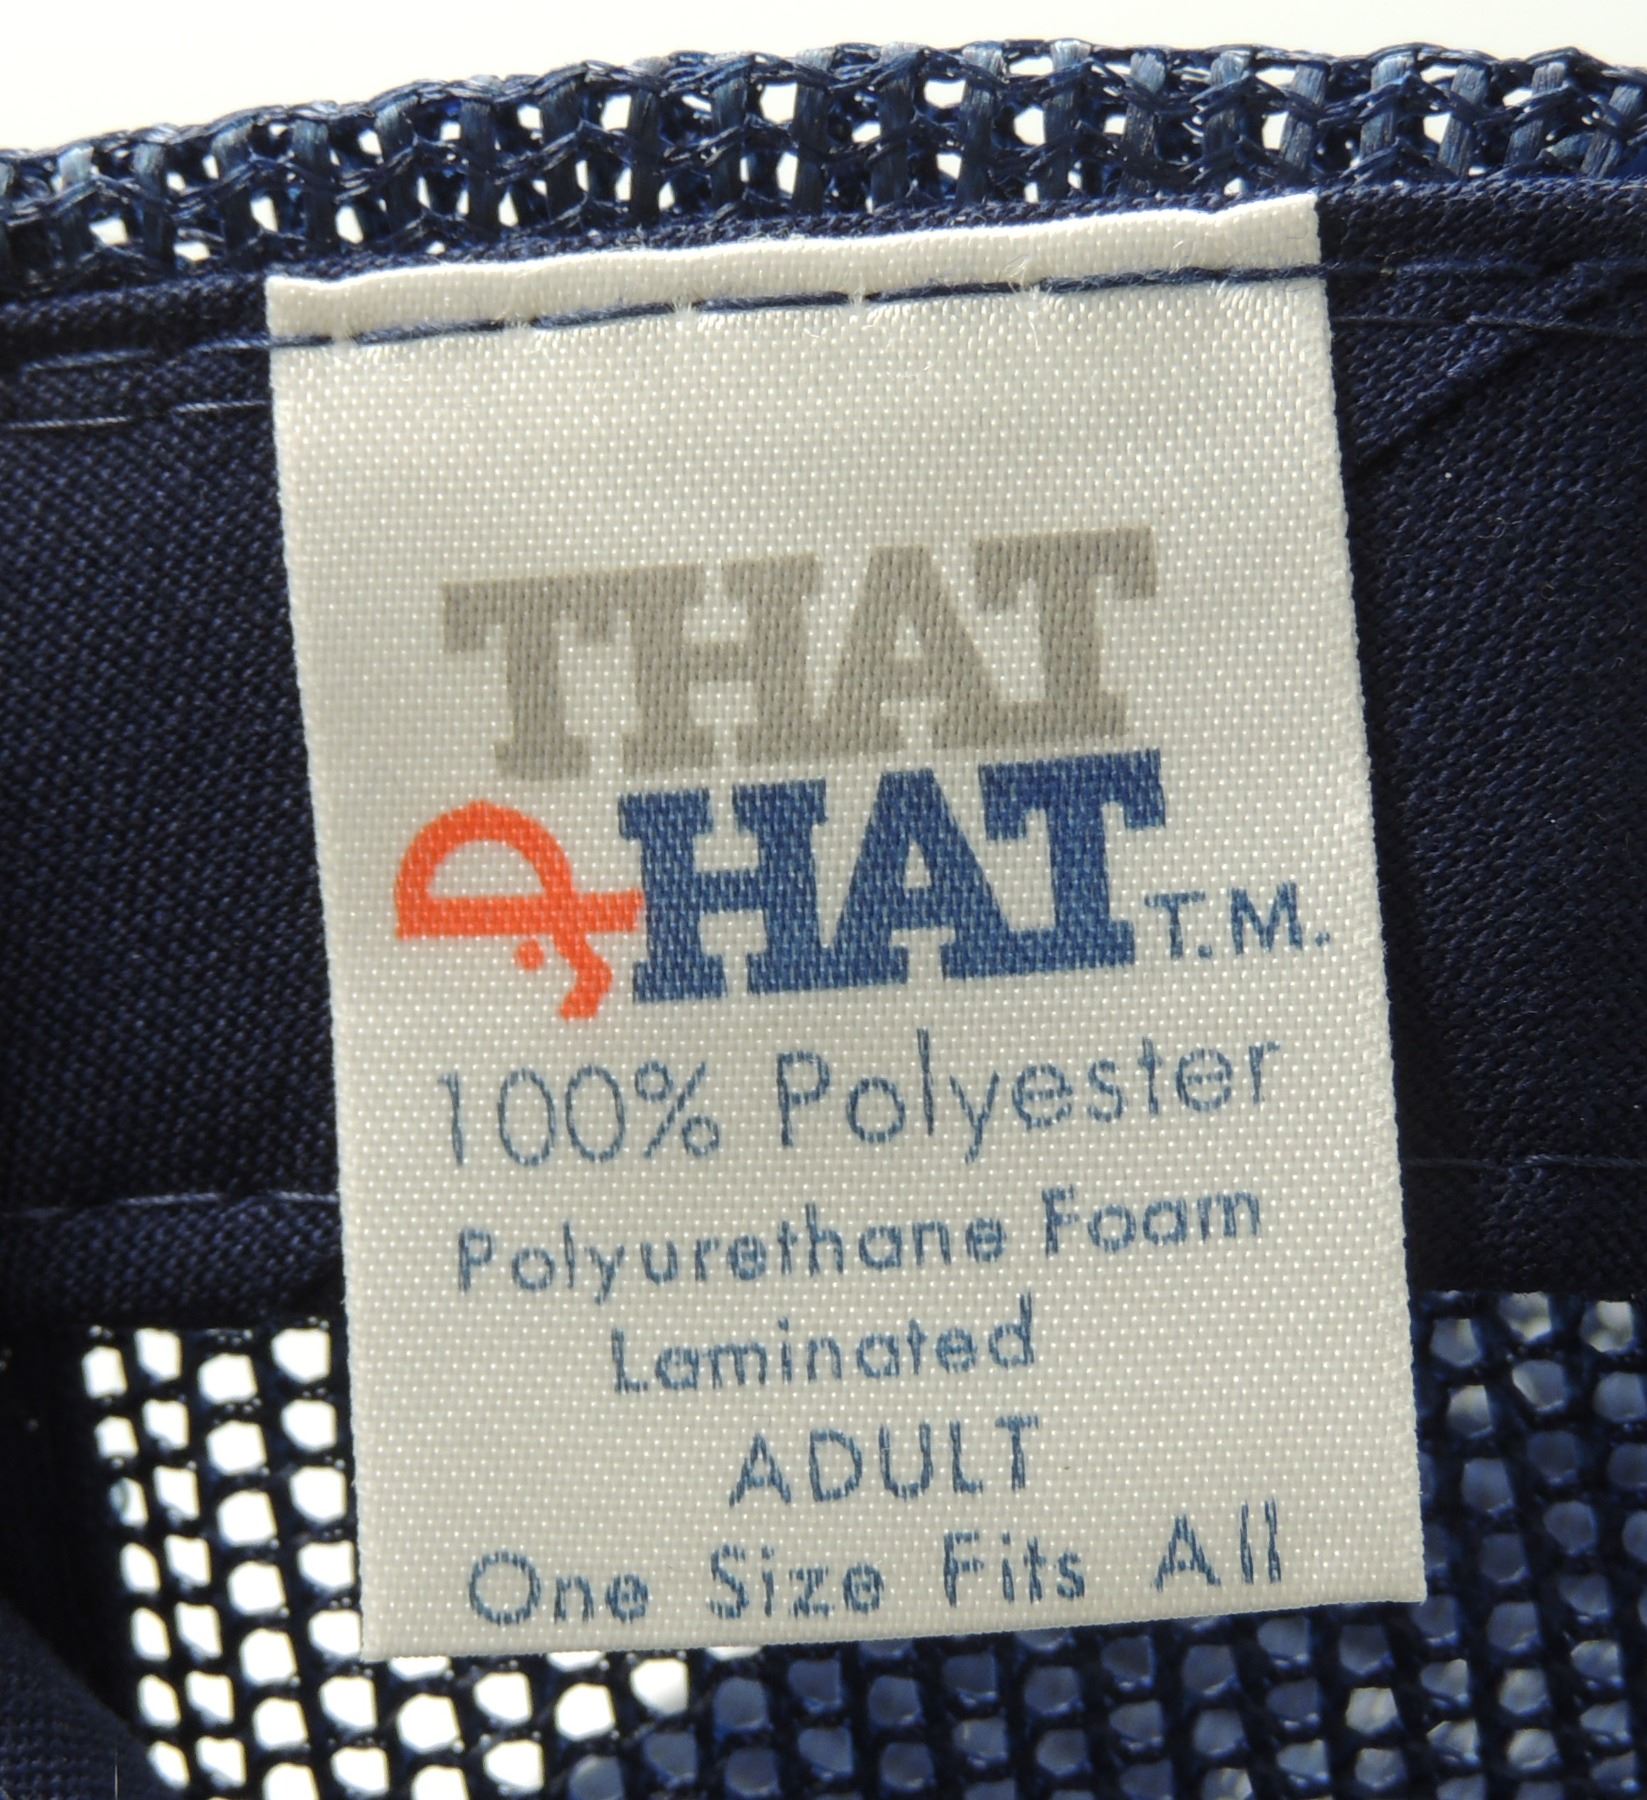 THAT
HAT T.M.
100% Polyester
Polyurethane Foam
Laminated
ADULT
One Size Fits All